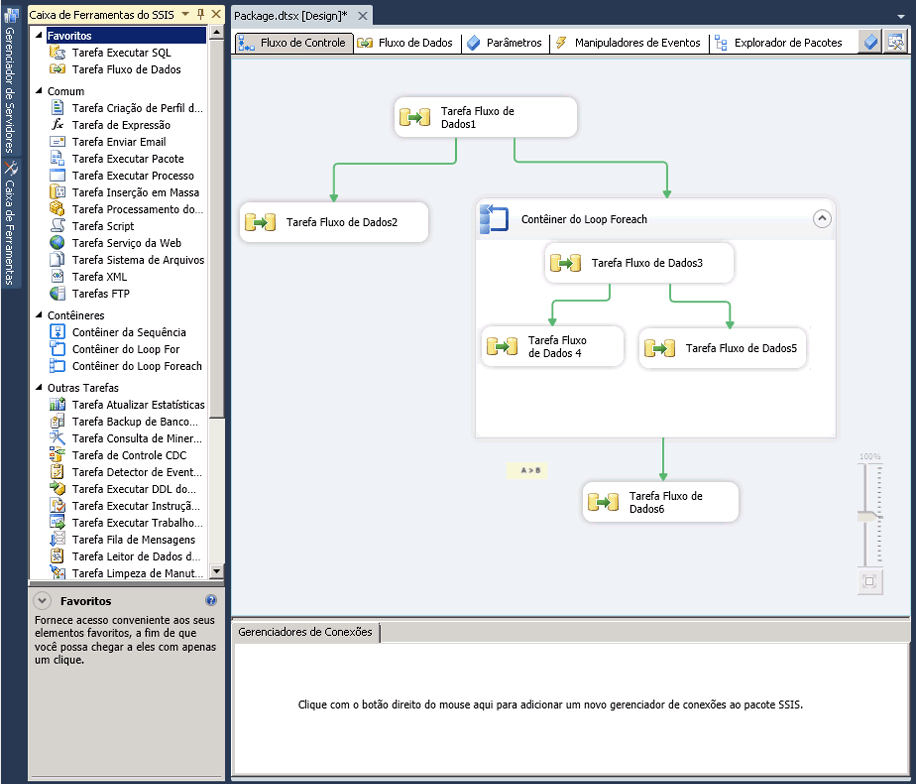 Gerenciador de Servidores
Caixa de Ferramentas
Caixa de Ferramentas do SSIS
Favoritos
Tarefa Executar SQL
Tarefa Fluxo de Dados
Comum
Tarefa Criação de Perfil d...
Tarefa de Expressão
Tarefa Enviar Email
Tarefa Executar Pacote
Tarefa Executar Processo
Tarefa Inserção em Massa
Tarefa Processamento do...
Tarefa Script
Tarefa Serviço da Web
Tarefa Sistema de Arquivos
Tarefa XML
Tarefas FTP
Contêineres
Contêiner da Sequência
Contêiner do Loop For
Contêiner do Loop Foreach
Outras Tarefas
Tarefa Atualizar Estatísticas
Tarefa Backup de Banco...
Tarefa Consulta de Miner...
Tarefa de Controle CDC
Tarefa Detector de Event...
Tarefa Executar DDL do...
Tarefa Executar Instruçã...
Tarefa Executar Trabalho...
Tarefa Fila de Mensagens
Tarefa Leitor de Dados d...
Tarefa Limpeza de Manut...
Favoritos
Fornece acesso conveniente aos seus
elementos favoritos, a fim de que
você possa chegar a eles com apenas
um clique.
Package.dtsx [Design]*
Fluxo de Controle
Fluxo de Dados
Parâmetros
Manipuladores de Eventos
Explorador de Pacotes
Tarefa Fluxo de
Dados1
Tarefa Fluxo de Dados2
Contêiner do Loop Foreach
Tarefa Fluxo de Dados3
Tarefa Fluxo
de Dados 4
Tarefa Fluxo de Dados5
A > B
Tarefa Fluxo de
Dados6
100%
Gerenciadores de Conexões
Clique com o botão direito do mouse aqui para adicionar um novo gerenciador de conexões ao pacote SSIS.